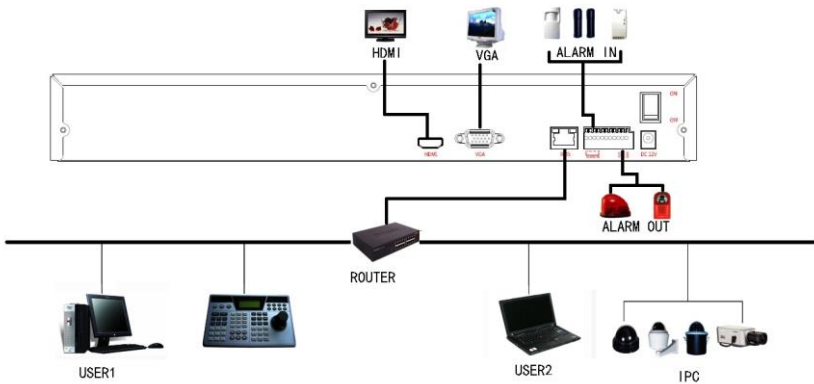 HDMI
VGA
ALARM IN
ON
OFF
HDMI
VGA
DC 12V
ALARM OUT
ROUTER
USER1
USER2
IPC